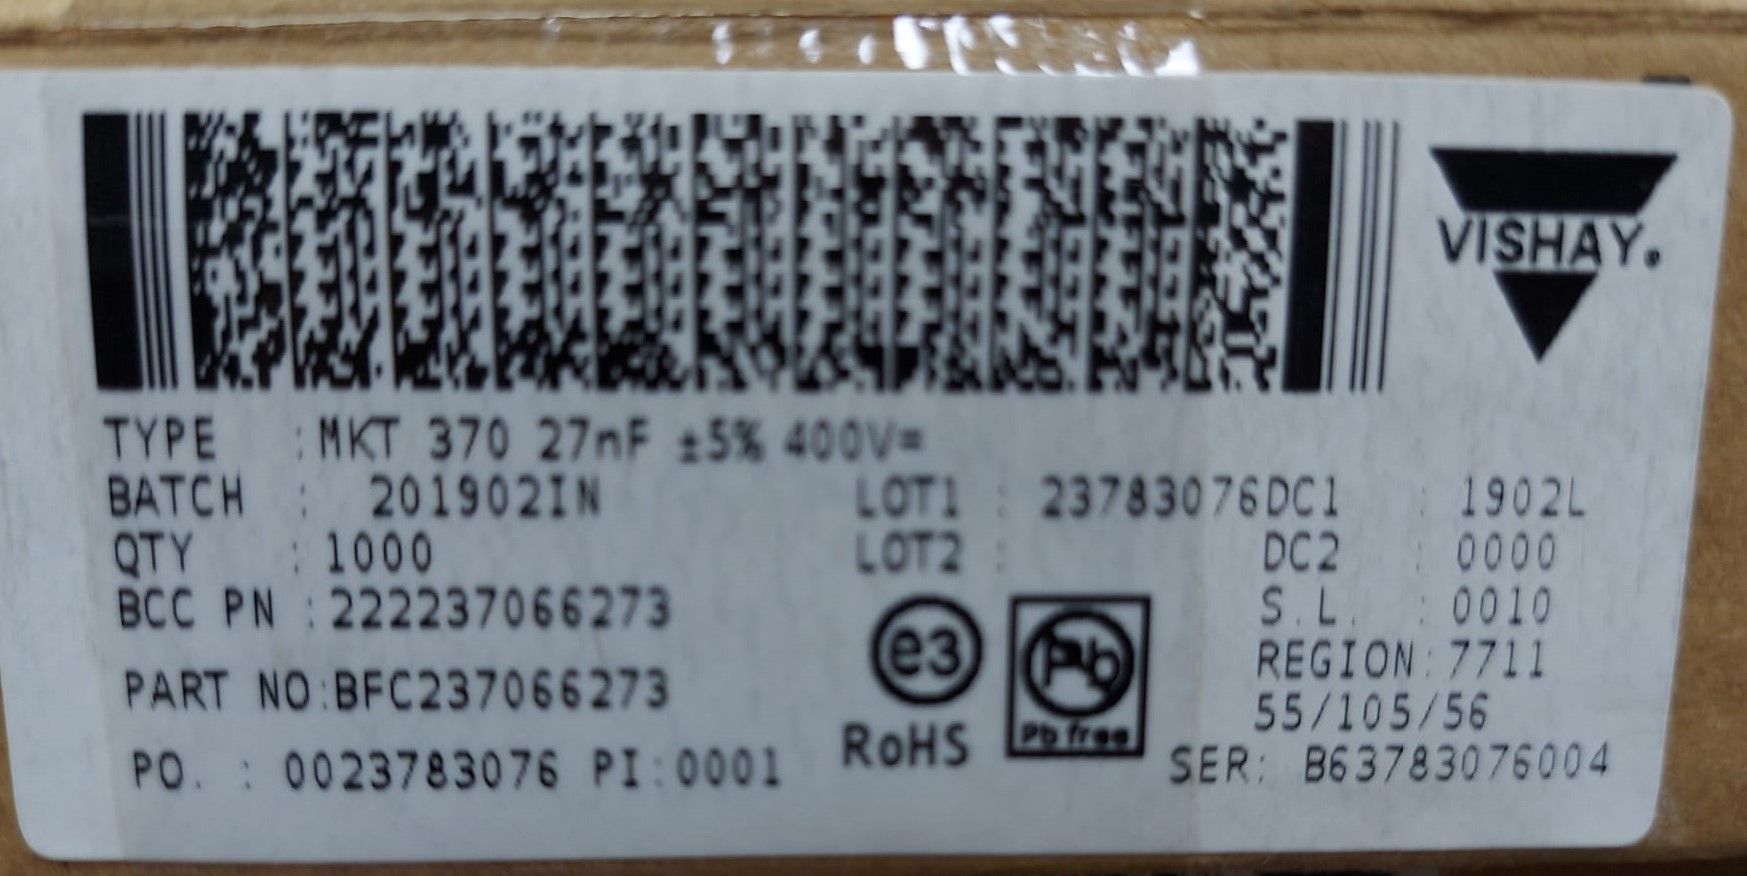 VISHAY.
TYPE : MKT 370 27nF ±5% 400V=
BATCH : 201902IN LOT1 : 23783076 DC1 : 1902L
QTY : 1000 LOT2 : DC2 : 0000
BCC PN : 222237066273 S.L. : 0010
e3 Pb
REGION: 7711
PART NO: BFC237066273 55/105/56
RoHS Pb free
PO. : 0023783076 PI: 0001 SER: B63783076004